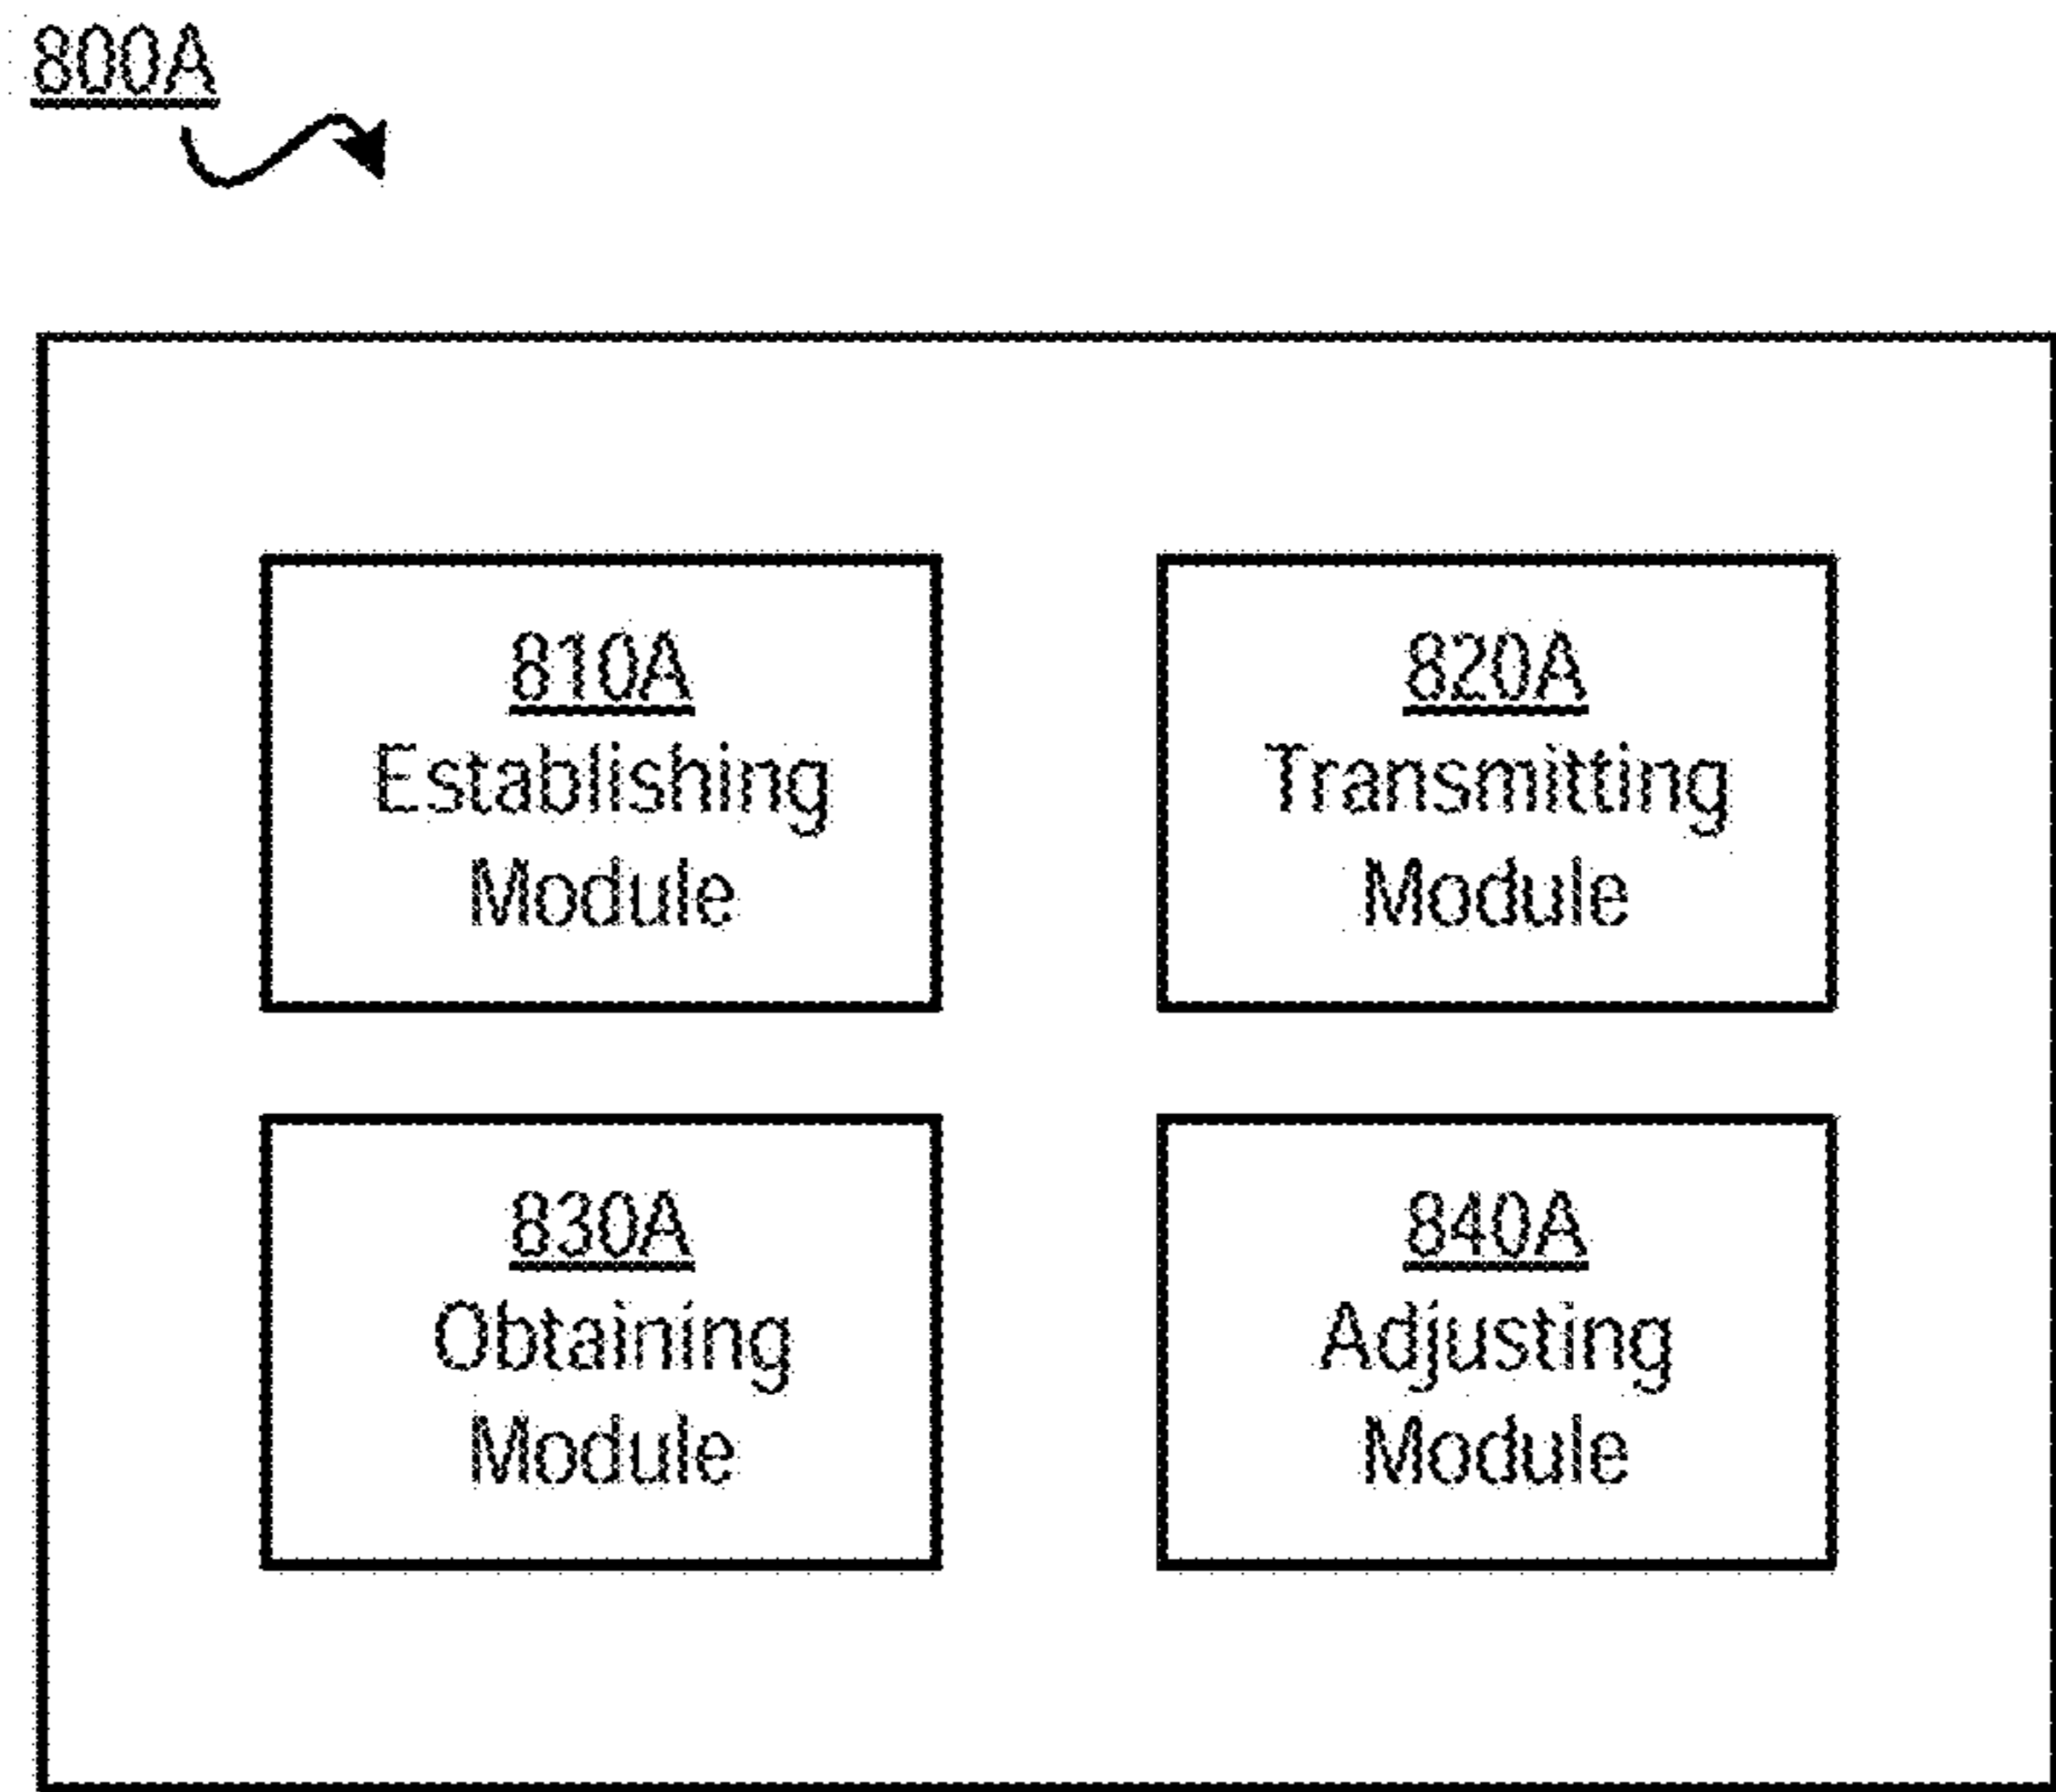 800A
810A
Establishing
Module
820A
Transmitting
Module
830A
Obtaining
Module
840A
Adjusting
Module